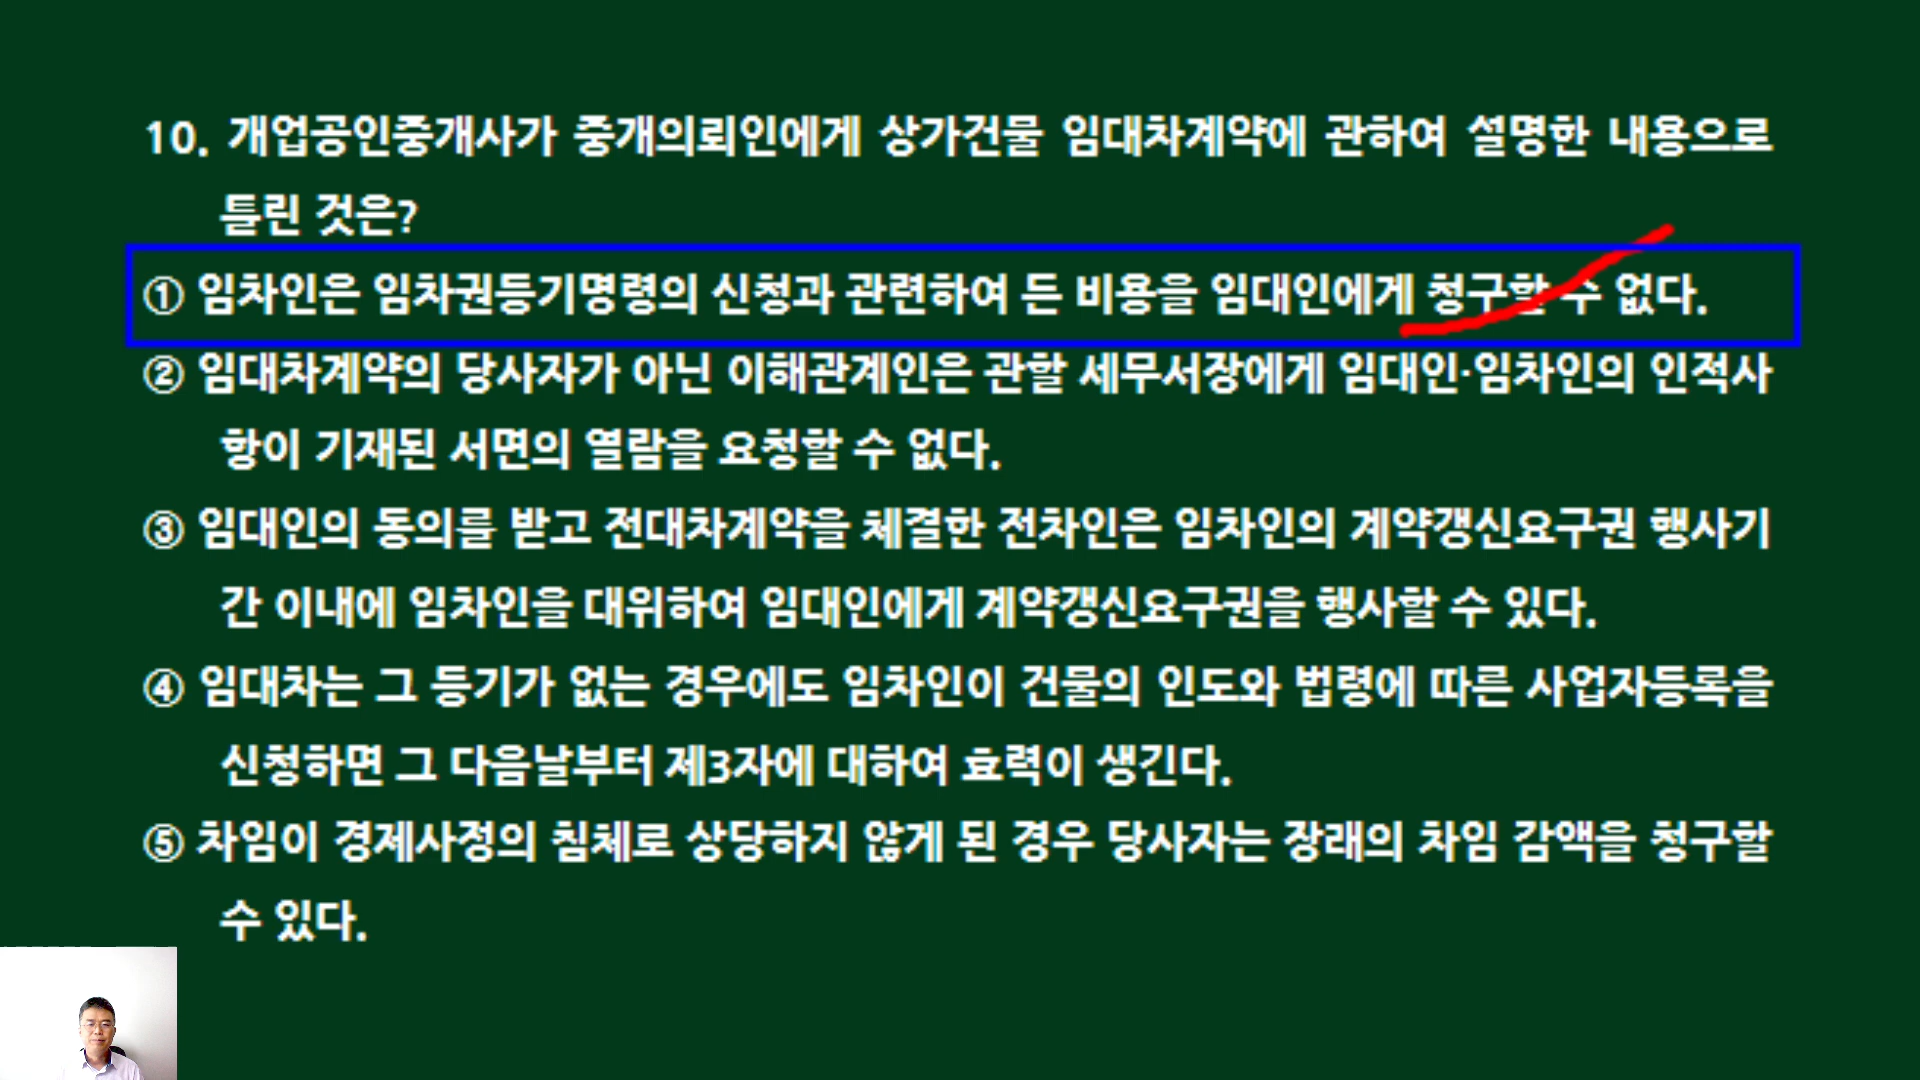 10. 개업공인중개사가 중개의뢰인에게 상가건물 임대차계약에 관하여 설명한 내용으로
틀린 것은?
① 임차인은 임차권등기명령의 신청과 관련하여 든 비용을 임대인에게 청구할 수 없다.
② 임대차계약의 당사자가 아닌 이해관계인은 관할 세무서장에게 임대인·임차인의 인적사
항이 기재된 서면의 열람을 요청할 수 없다.
③ 임대인의 동의를 받고 전대차계약을 체결한 전차인은 임차인의 계약갱신요구권 행사기
간 이내에 임차인을 대위하여 임대인에게 계약갱신요구권을 행사할 수 있다.
④ 임대차는 그 등기가 없는 경우에도 임차인이 건물의 인도와 법령에 따른 사업자등록을
신청하면 그 다음날부터 제3자에 대하여 효력이 생긴다.
⑤ 차임이 경제사정의 침체로 상당하지 않게 된 경우 당사자는 장래의 차임 감액을 청구할
수 있다.